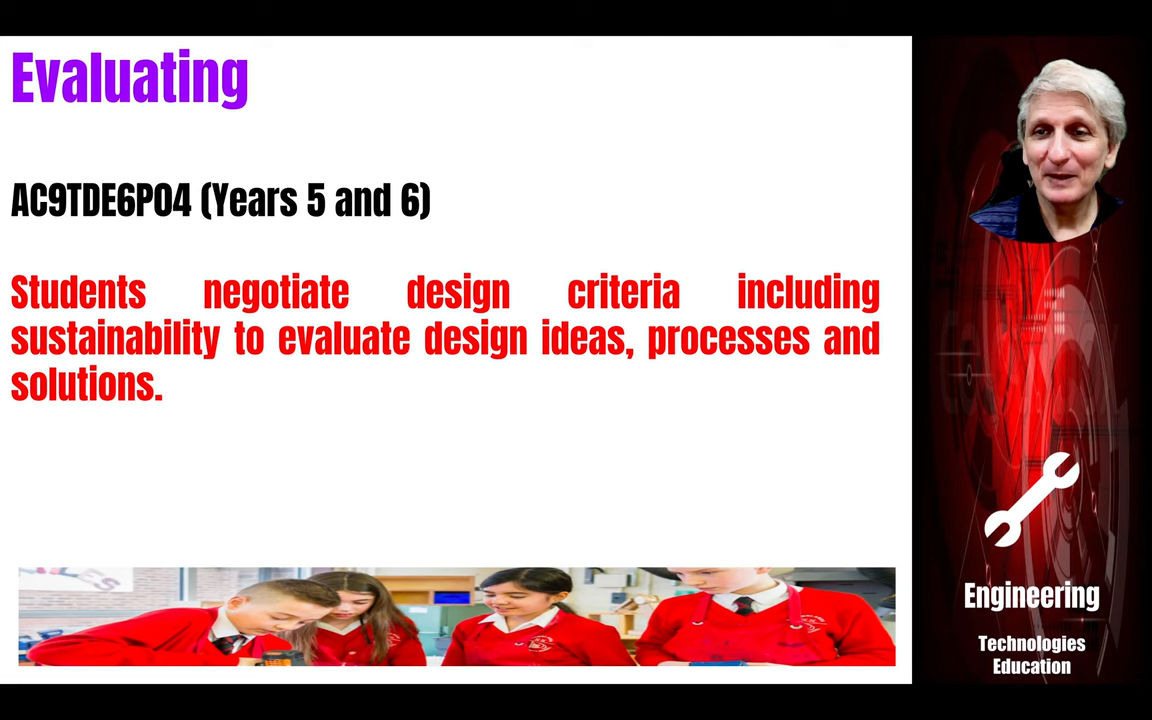 Evaluating
AC9TDE6P04 (Years 5 and 6)
Students negotiate design criteria including
sustainability to evaluate design ideas, processes and
solutions.
Engineering
Technologies
Education